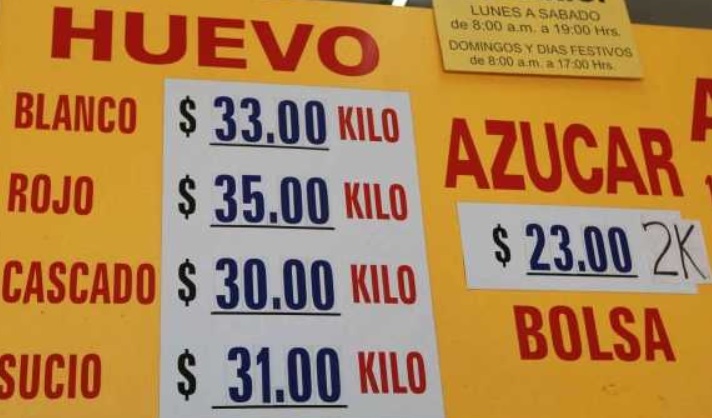 LUNES A SABADO
de 8:00 a.m. a 19:00 Hrs.
DOMINGOS Y DIAS FESTIVOS
de 8:00 a.m. a 17:00 Hrs.
HUEVO
BLANCO $ 33.00 KILO
ROJO $ 35.00 KILO
CASCADO $ 30.00 KILO
SUCIO $ 31.00 KILO
AZUCAR
$ 23.00 2K
BOLSA